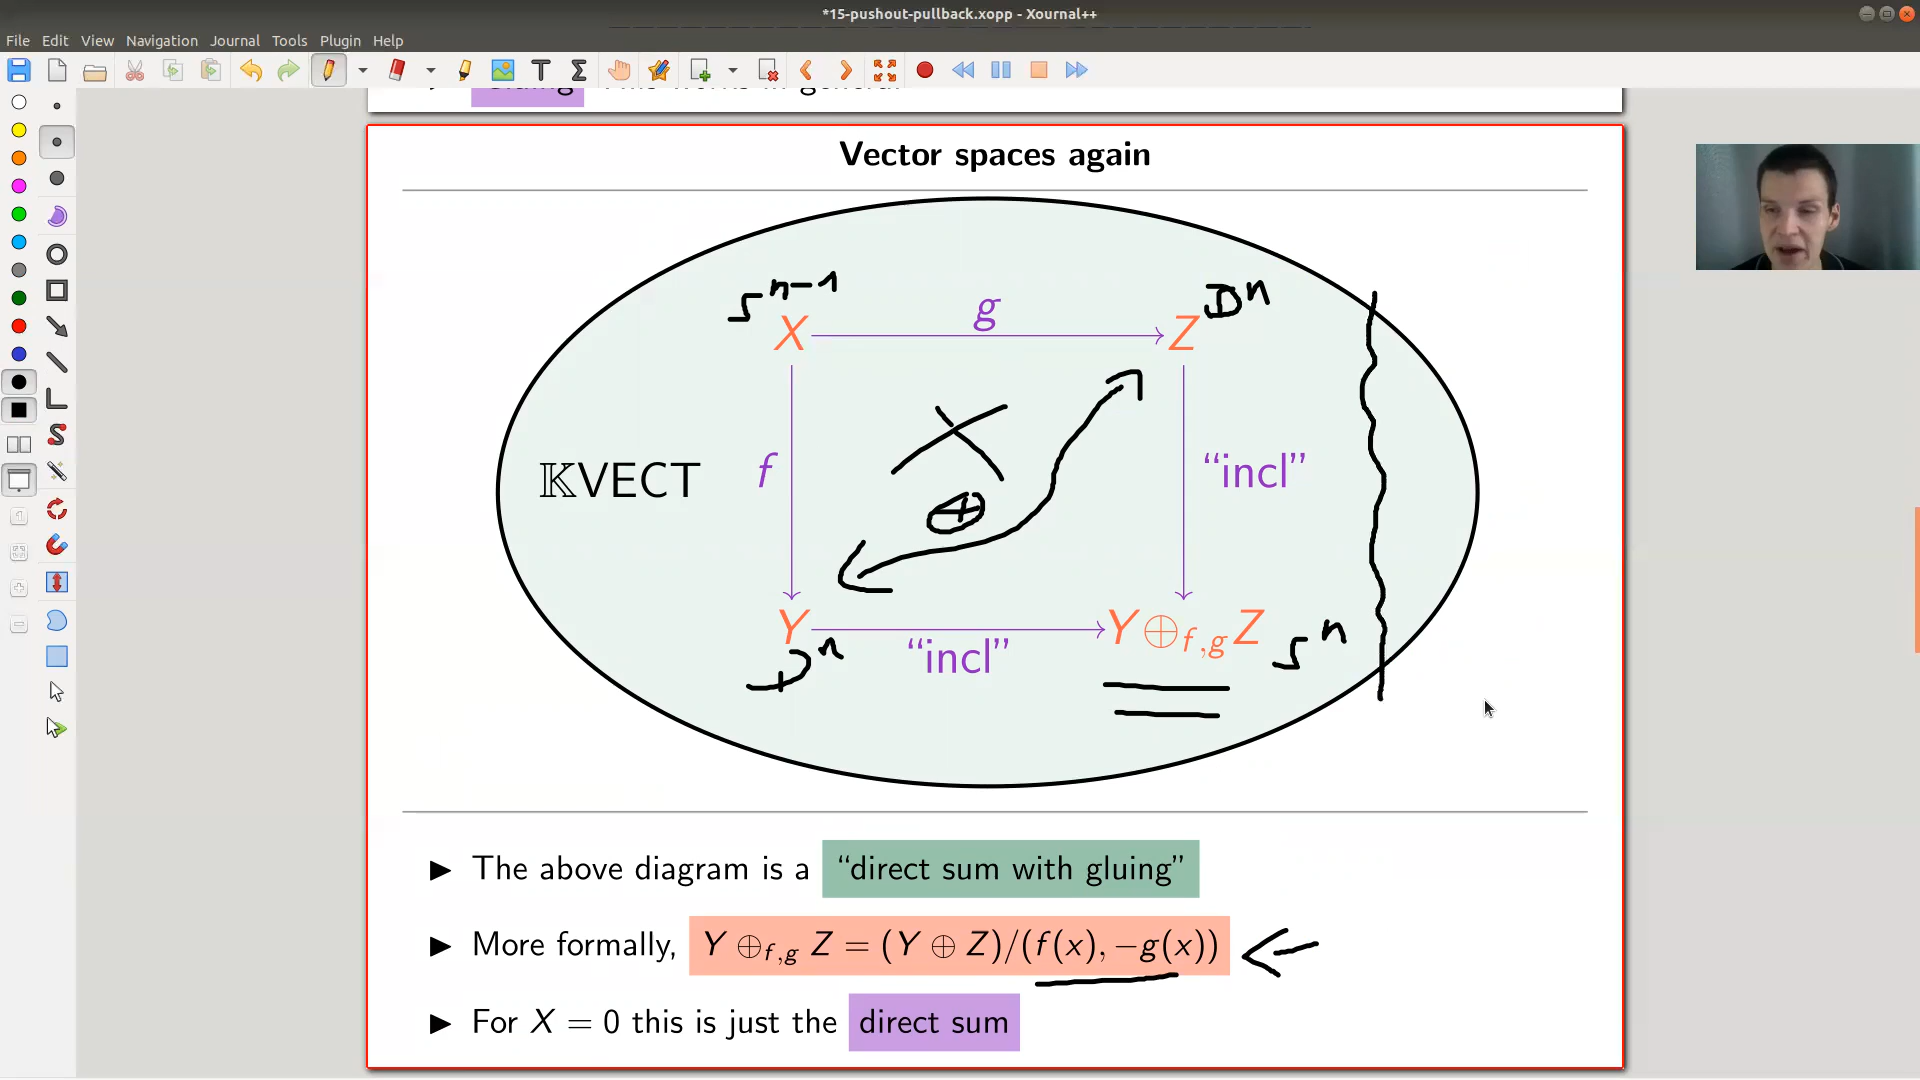 *15-pushout-pullback.xopp - Xournal++
File Edit View Navigation Journal Tools Plugin Help
Vector spaces again
S^{n-1} D^n
X g Z
𝕂VECT f “incl”
Y “incl” Y ⊕_{f,g} Z S^n
D^n
⊕
► The above diagram is a “direct sum with gluing”
► More formally, Y ⊕_{f,g} Z = (Y ⊕ Z)/(f(x), −g(x))
► For X = 0 this is just the direct sum